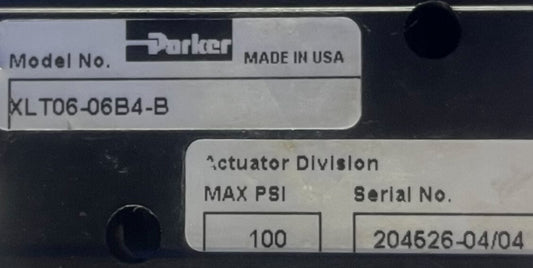 Parker
Model No. MADE IN USA
XLT06-06B4-B
Actuator Division
MAX PSI Serial No.
100 204526-04/04